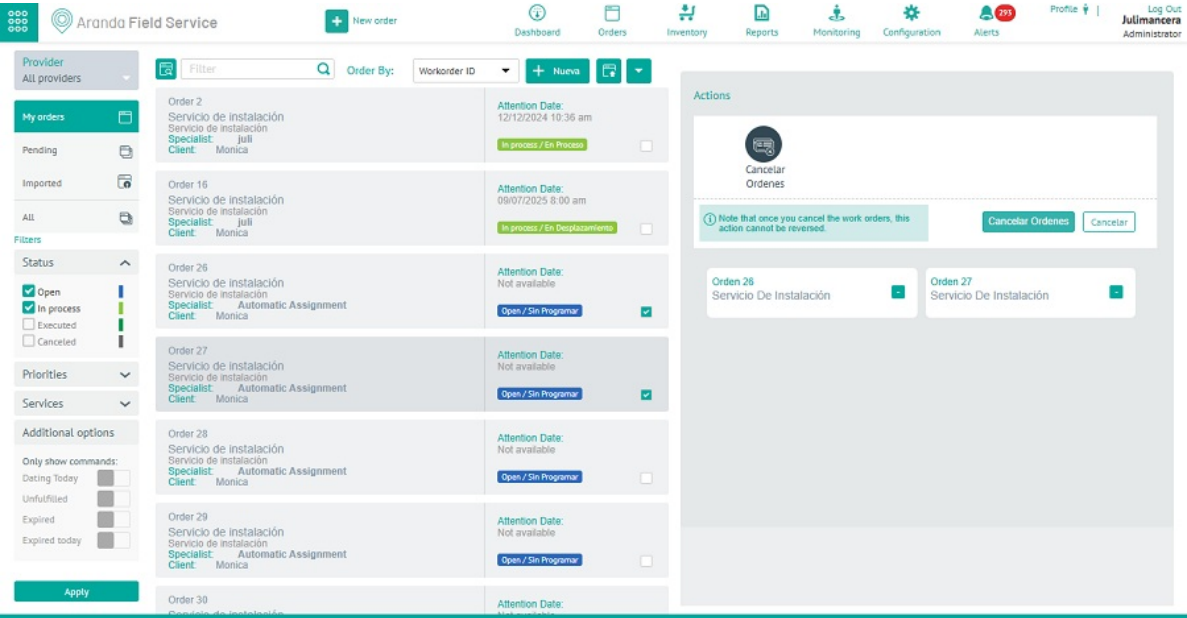 Aranda Field Service
New order
Dashboard
Orders
Inventory
Reports
Monitoring
Configuration
Alerts
293
Profile
Log Out
Julimancera
Administrator
Provider
All providers
My orders
Pending
Imported
All
Filters
Status
Open
In process
Executed
Canceled
Priorities
Services
Additional options
Only show commands:
Dating Today
Unfulfilled
Expired
Expired today
Apply
Filter
Order By:
Workorder ID
+ Nueva
Order 2
Servicio de instalación
Servicio de instalación
Specialist: juli
Client: Monica
Attention Date:
12/12/2024 10:36 am
In process / En Proceso
Order 16
Servicio de instalación
Servicio de instalación
Specialist: juli
Client: Monica
Attention Date:
09/07/2025 8:00 am
In process / En Desplazamiento
Order 26
Servicio de instalación
Servicio de instalación
Specialist: Automatic Assignment
Client: Monica
Attention Date:
Not available
Open / Sin Programar
Order 27
Servicio de instalación
Servicio de instalación
Specialist: Automatic Assignment
Client: Monica
Attention Date:
Not available
Open / Sin Programar
Order 28
Servicio de instalación
Servicio de instalación
Specialist: Automatic Assignment
Client: Monica
Attention Date:
Not available
Open / Sin Programar
Order 29
Servicio de instalación
Servicio de instalación
Specialist: Automatic Assignment
Client: Monica
Attention Date:
Not available
Open / Sin Programar
Order 30
Servicio de instalación
Attention Date:
Not available
Actions
Cancelar
Ordenes
Note that once you cancel the work orders, this
action cannot be reversed.
Cancelar Ordenes
Cancelar
Orden 26
Servicio De Instalación
Orden 27
Servicio De Instalación